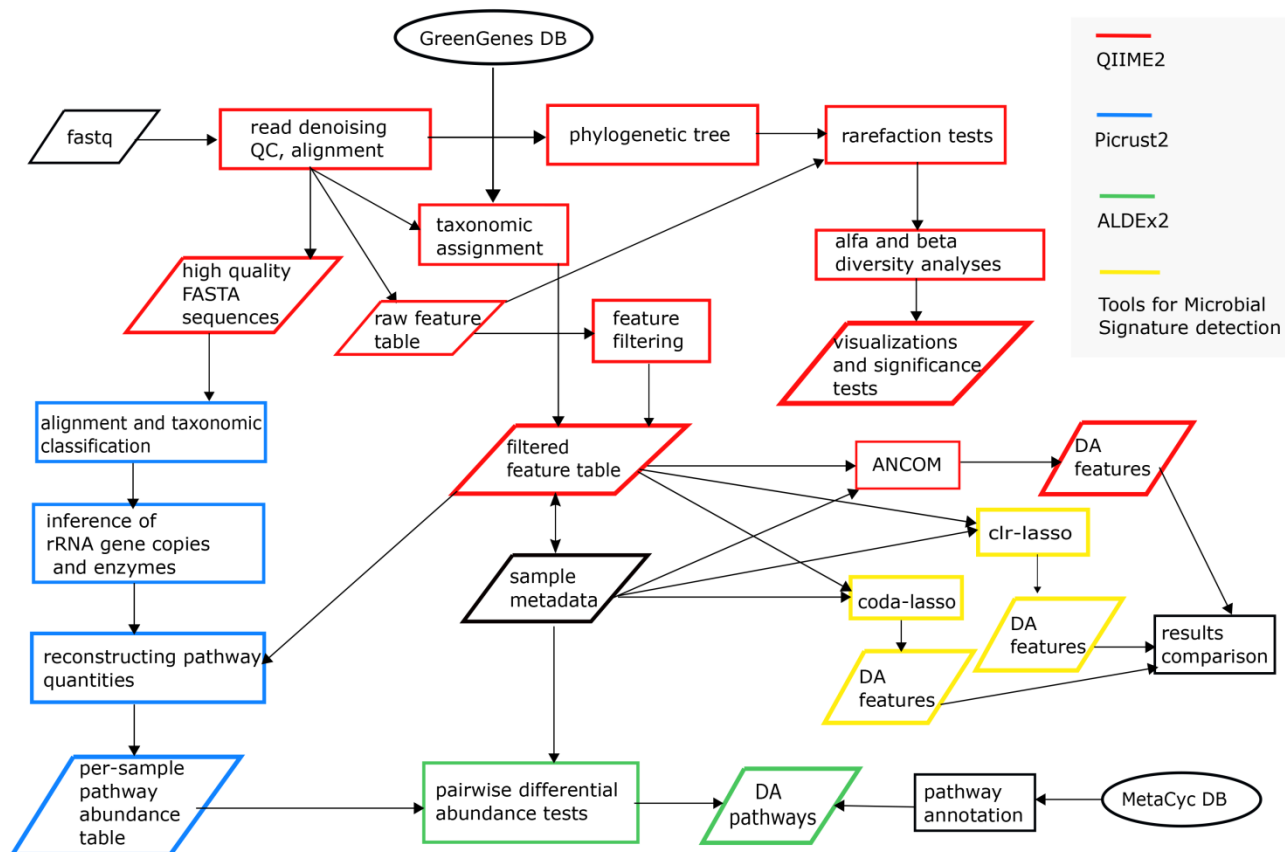 GreenGenes DB
QIIME2
Picrust2
ALDEx2
Tools for Microbial
Signature detection
fastq
read denoising
QC, alignment
phylogenetic tree
rarefaction tests
taxonomic
assignment
alfa and beta
diversity analyses
high quality
FASTA
sequences
raw feature
table
feature
filtering
visualizations
and significance
tests
alignment and taxonomic
classification
filtered
feature table
ANCOM
DA
features
inference of
rRNA gene copies
and enzymes
clr-lasso
sample
metadata
coda-lasso
DA
features
results
comparison
reconstructing pathway
quantities
DA
features
per-sample
pathway
abundance
table
pairwise differential
abundance tests
DA
pathways
pathway
annotation
MetaCyc DB